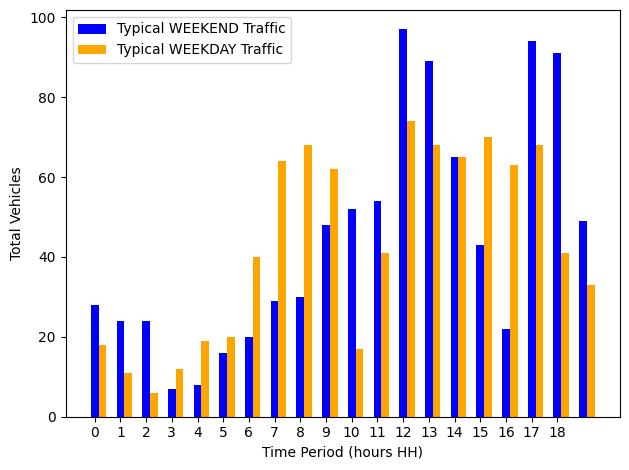 Typical WEEKEND Traffic
Typical WEEKDAY Traffic
100
80
60
40
20
0
Total Vehicles
0 1 2 3 4 5 6 7 8 9 10 11 12 13 14 15 16 17 18
Time Period (hours HH)